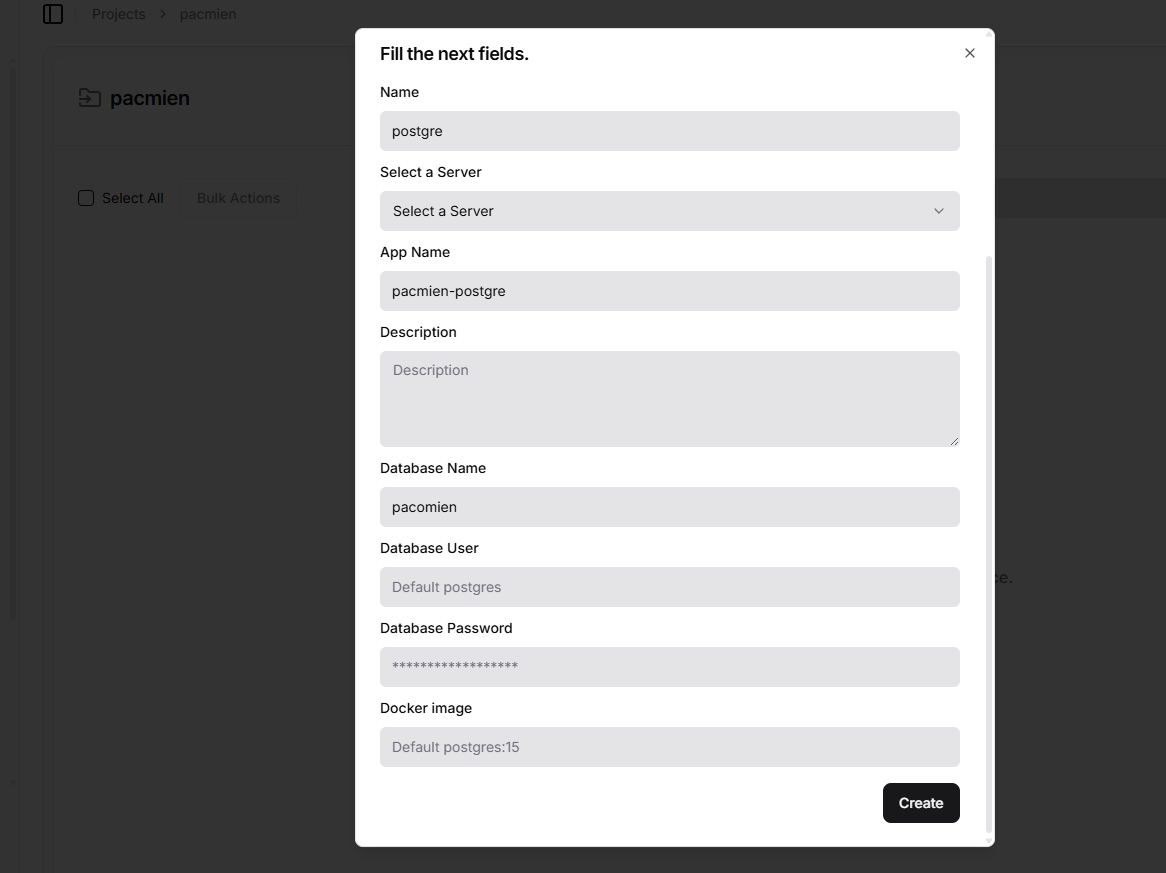 Projects > pacmien
Fill the next fields.
pacmien
Name
postgre
Select a Server
Select All
Bulk Actions
Select a Server
App Name
pacmien-postgre
Description
Description
Database Name
pacomien
Database User
Default postgres
ce.
Database Password
******************
Docker image
Default postgres:15
Create